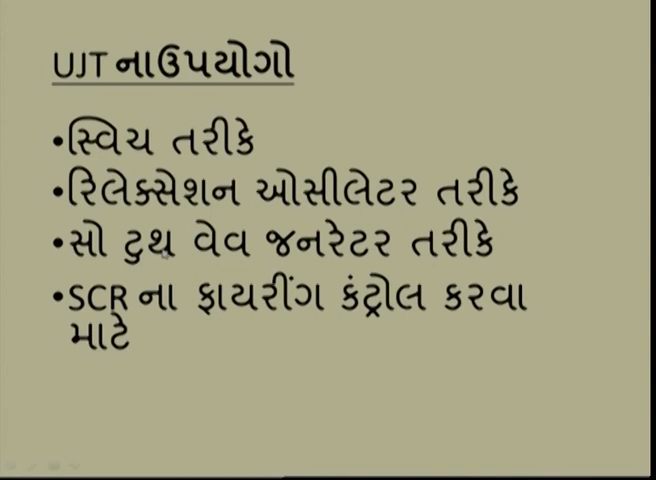 UJT નાઉપયોગો
•સ્વિચ તરીકે
•રિલેક્સેશન ઓસીલેટર તરીકે
•સો ટુથ વેવ જનરેટર તરીકે
•SCR ના ફાયરીંગ કંટ્રોલ કરવા
માટે